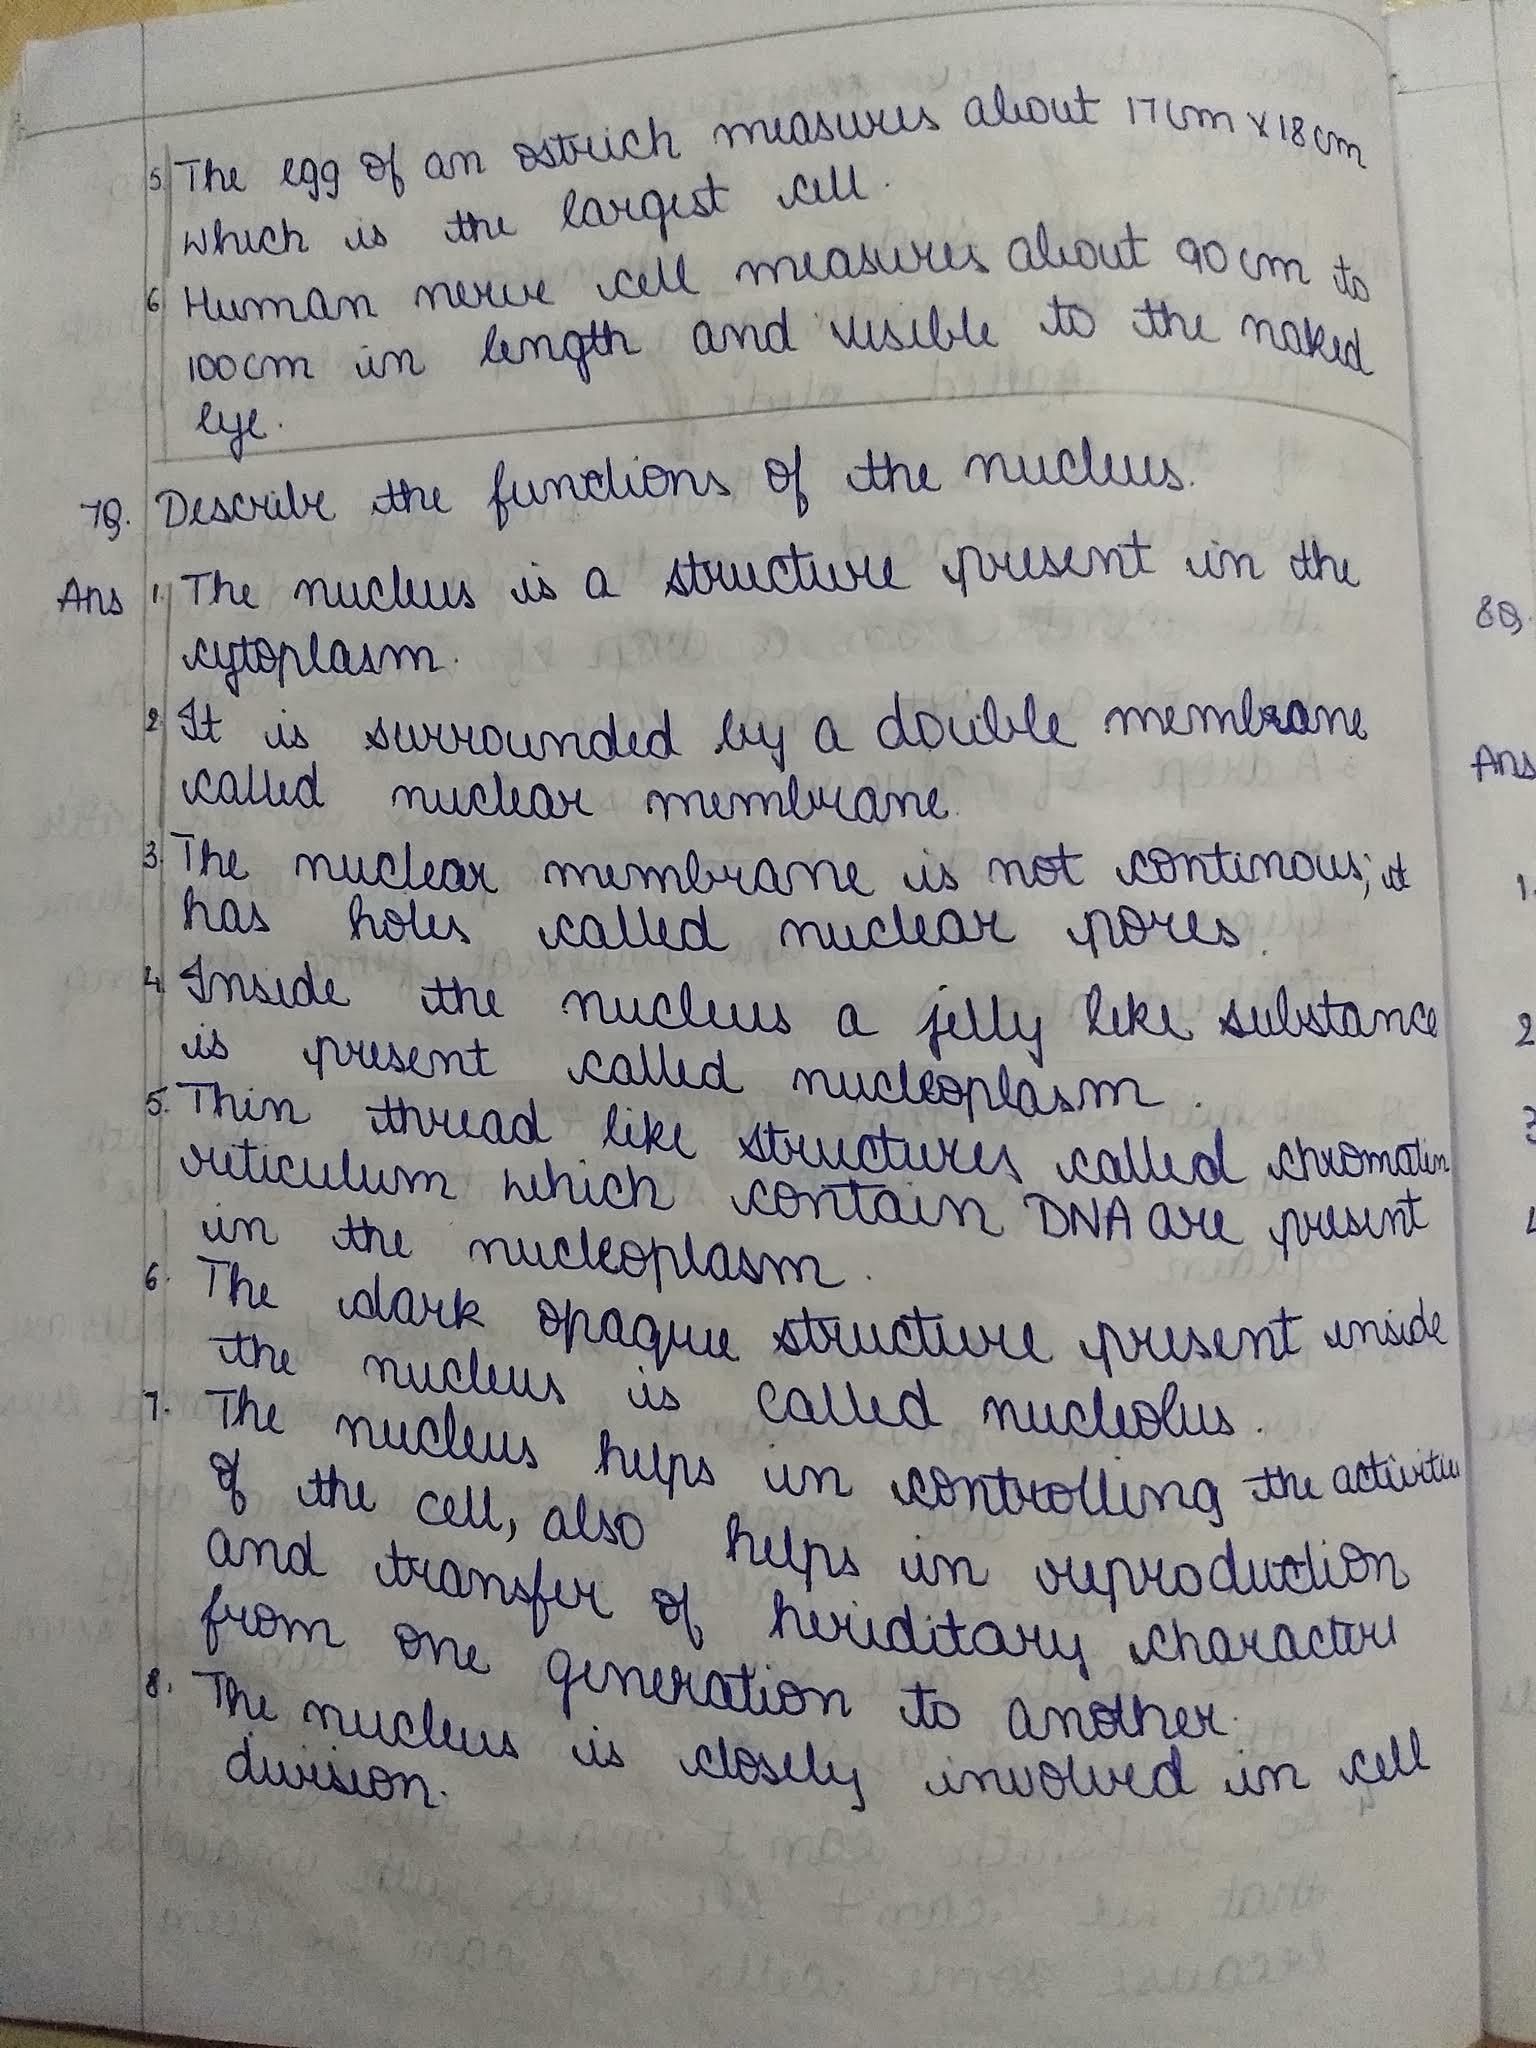 5. The egg of an ostrich measures about 17cm x 18cm
which is the largest cell.
6 Human nerve cell measures about 90cm to
100cm in length and visible to the naked
eye.
7Q. Describe the functions of the nucleus.
Ans 1. The nucleus is a structure present in the
cytoplasm.
2. It is surrounded by a double membrane
called nuclear membrane.
3. The nuclear membrane is not continous; it
has holes called nuclear pores.
4. Inside the nucleus a jelly like substance
is present called nucleoplasm.
5. Thin thread like structures called chromatin
reticulum which contain DNA are present
in the nucleoplasm.
6. The dark opaque structure present inside
the nucleus is called nucleolus.
7. The nucleus helps in controlling the activities
of the cell, also helps in reproduction
and transfer of heriditary characters
from one generation to another.
8. The nucleus is closely involved in cell
division.
8Q.
Ans
1.
2
3